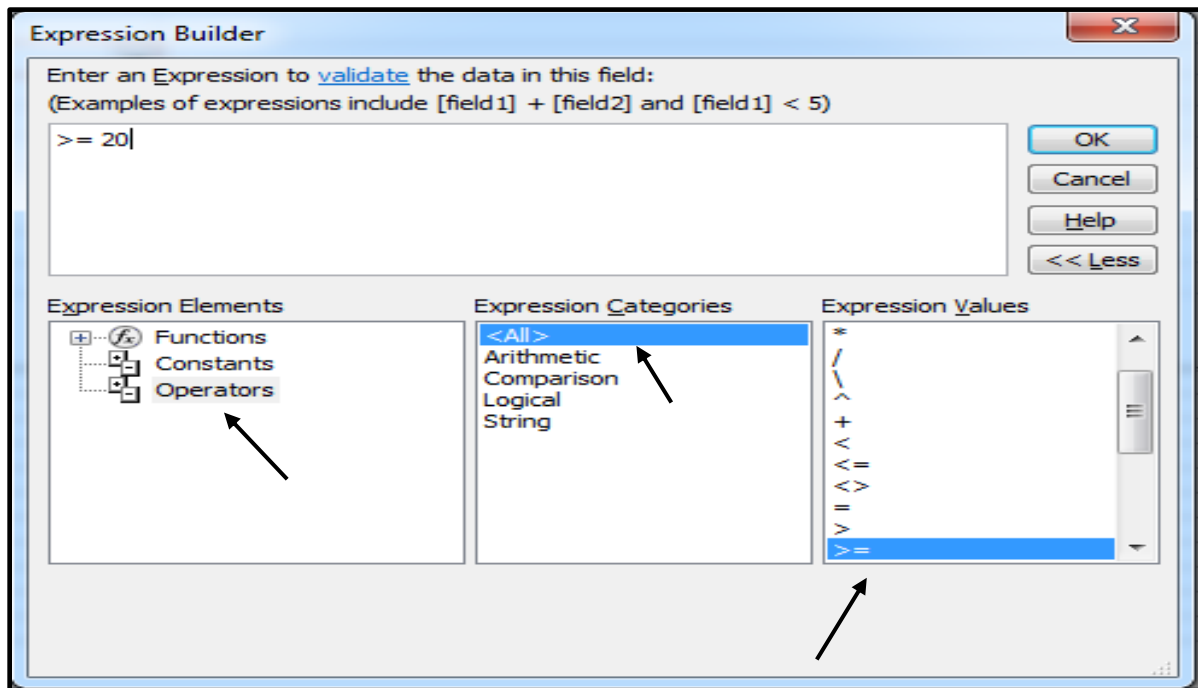 Expression Builder
Enter an Expression to validate the data in this field:
(Examples of expressions include [field1] + [field2] and [field1] < 5)
>= 20
OK
Cancel
Help
<< Less
Expression Elements
Functions
Constants
Operators
Expression Categories
<All>
Arithmetic
Comparison
Logical
String
Expression Values
*
/
\
^
+
<
<=
<>
=
>
>=